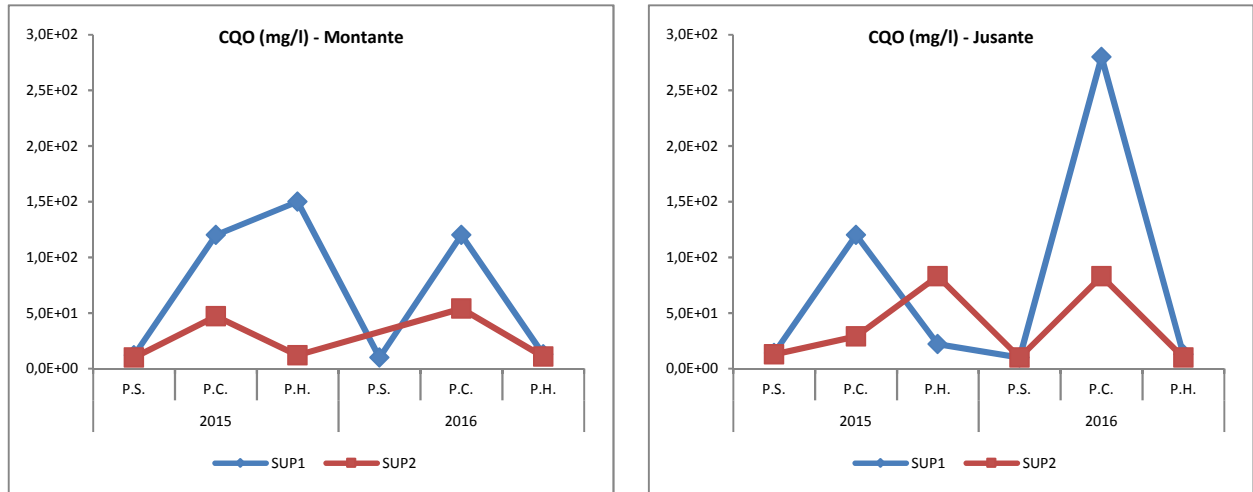 CQO (mg/l) - Montante
3,0E+02
2,5E+02
2,0E+02
1,5E+02
1,0E+02
5,0E+01
0,0E+00
P.S. P.C. P.H. P.S. P.C. P.H.
2015 2016
SUP1 SUP2
CQO (mg/l) - Jusante
3,0E+02
2,5E+02
2,0E+02
1,5E+02
1,0E+02
5,0E+01
0,0E+00
P.S. P.C. P.H. P.S. P.C. P.H.
2015 2016
SUP1 SUP2